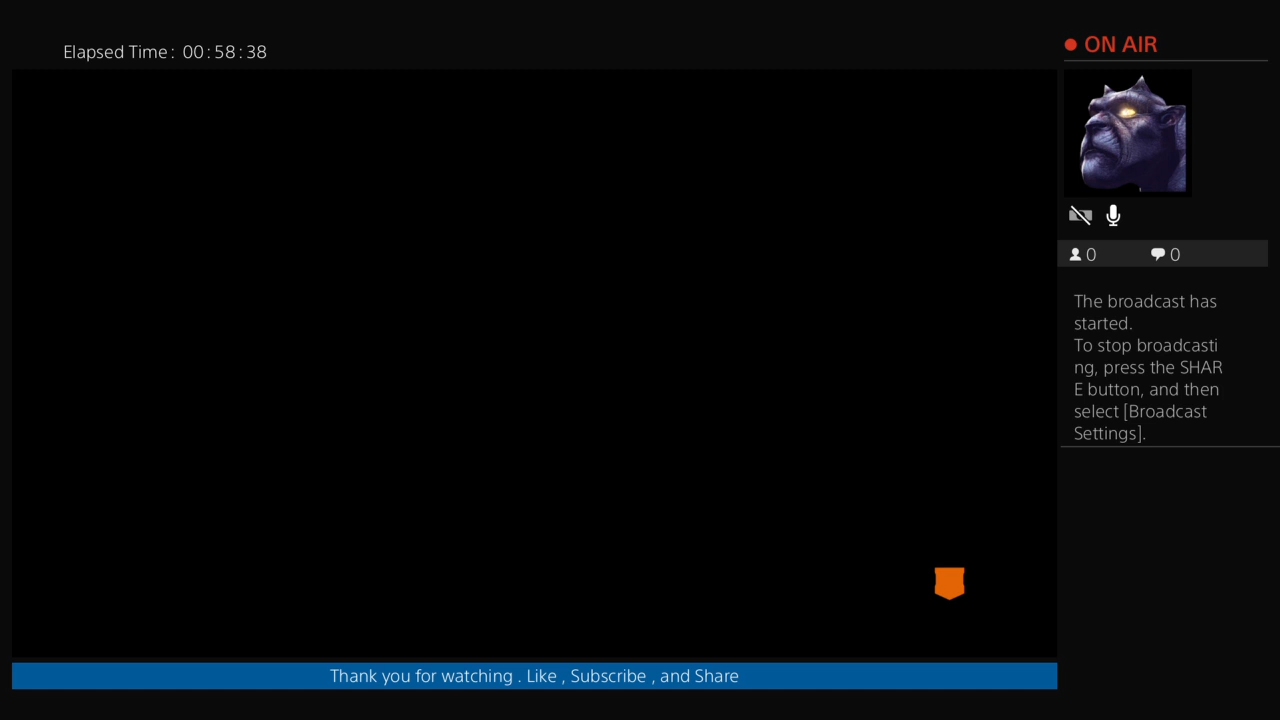 Elapsed Time: 00:58:38
ON AIR
0 0
The broadcast has
started.
To stop broadcasti
ng, press the SHAR
E button, and then
select [Broadcast
Settings].
Thank you for watching . Like , Subscribe , and Share